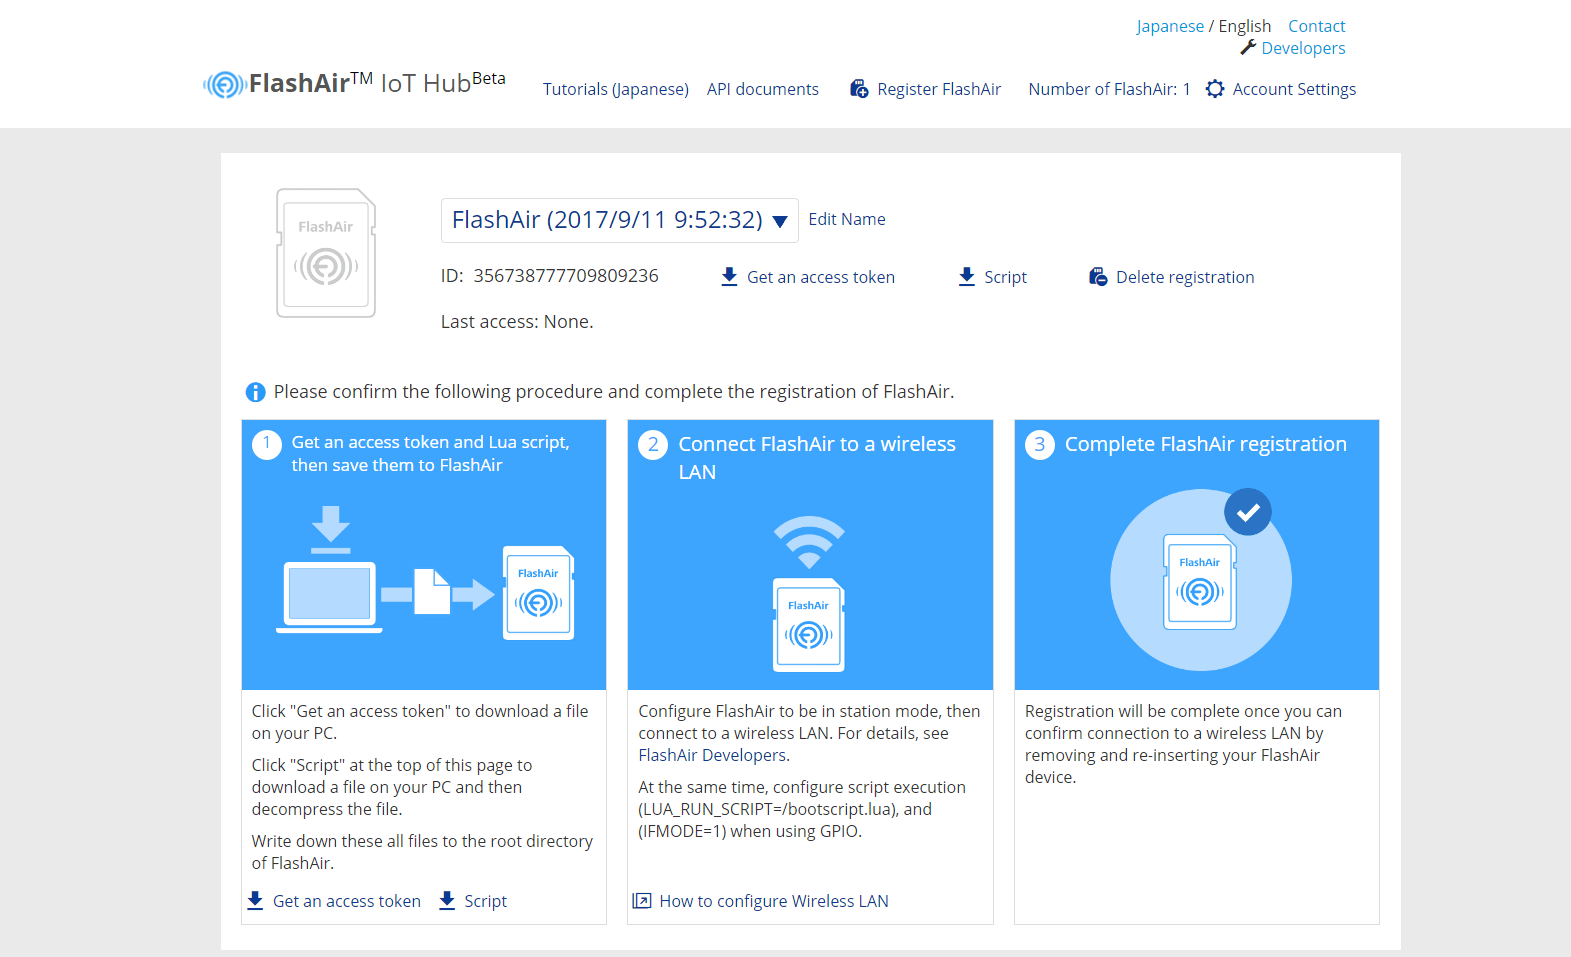 Japanese / English Contact
Developers
FlashAir™ IoT Hub Beta
Tutorials (Japanese) API documents Register FlashAir Number of FlashAir: 1 Account Settings
FlashAir
FlashAir (2017/9/11 9:52:32) Edit Name
ID: 356738777709809236 Get an access token Script Delete registration
Last access: None.
Please confirm the following procedure and complete the registration of FlashAir.
1 Get an access token and Lua script,
then save them to FlashAir
FlashAir
Click "Get an access token" to download a file
on your PC.
Click "Script" at the top of this page to
download a file on your PC and then
decompress the file.
Write down these all files to the root directory
of FlashAir.
Get an access token Script
2 Connect FlashAir to a wireless
LAN
FlashAir
Configure FlashAir to be in station mode, then
connect to a wireless LAN. For details, see
FlashAir Developers.
At the same time, configure script execution
(LUA_RUN_SCRIPT=/bootscript.lua), and
(IFMODE=1) when using GPIO.
How to configure Wireless LAN
3 Complete FlashAir registration
FlashAir
Registration will be complete once you can
confirm connection to a wireless LAN by
removing and re-inserting your FlashAir
device.